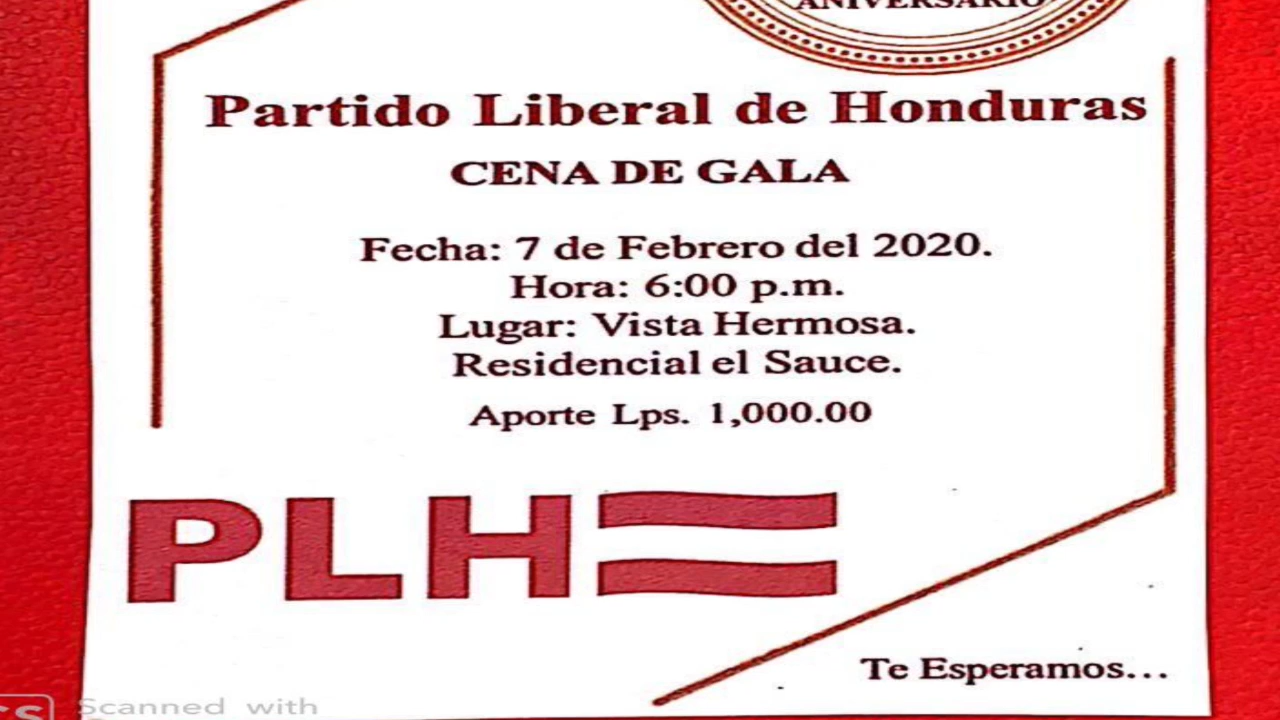 ANIVERSARIO
Partido Liberal de Honduras
CENA DE GALA
Fecha: 7 de Febrero del 2020.
Hora: 6:00 p.m.
Lugar: Vista Hermosa.
Residencial el Sauce.
Aporte Lps. 1,000.00
PLH
Te Esperamos...
CS Scanned with